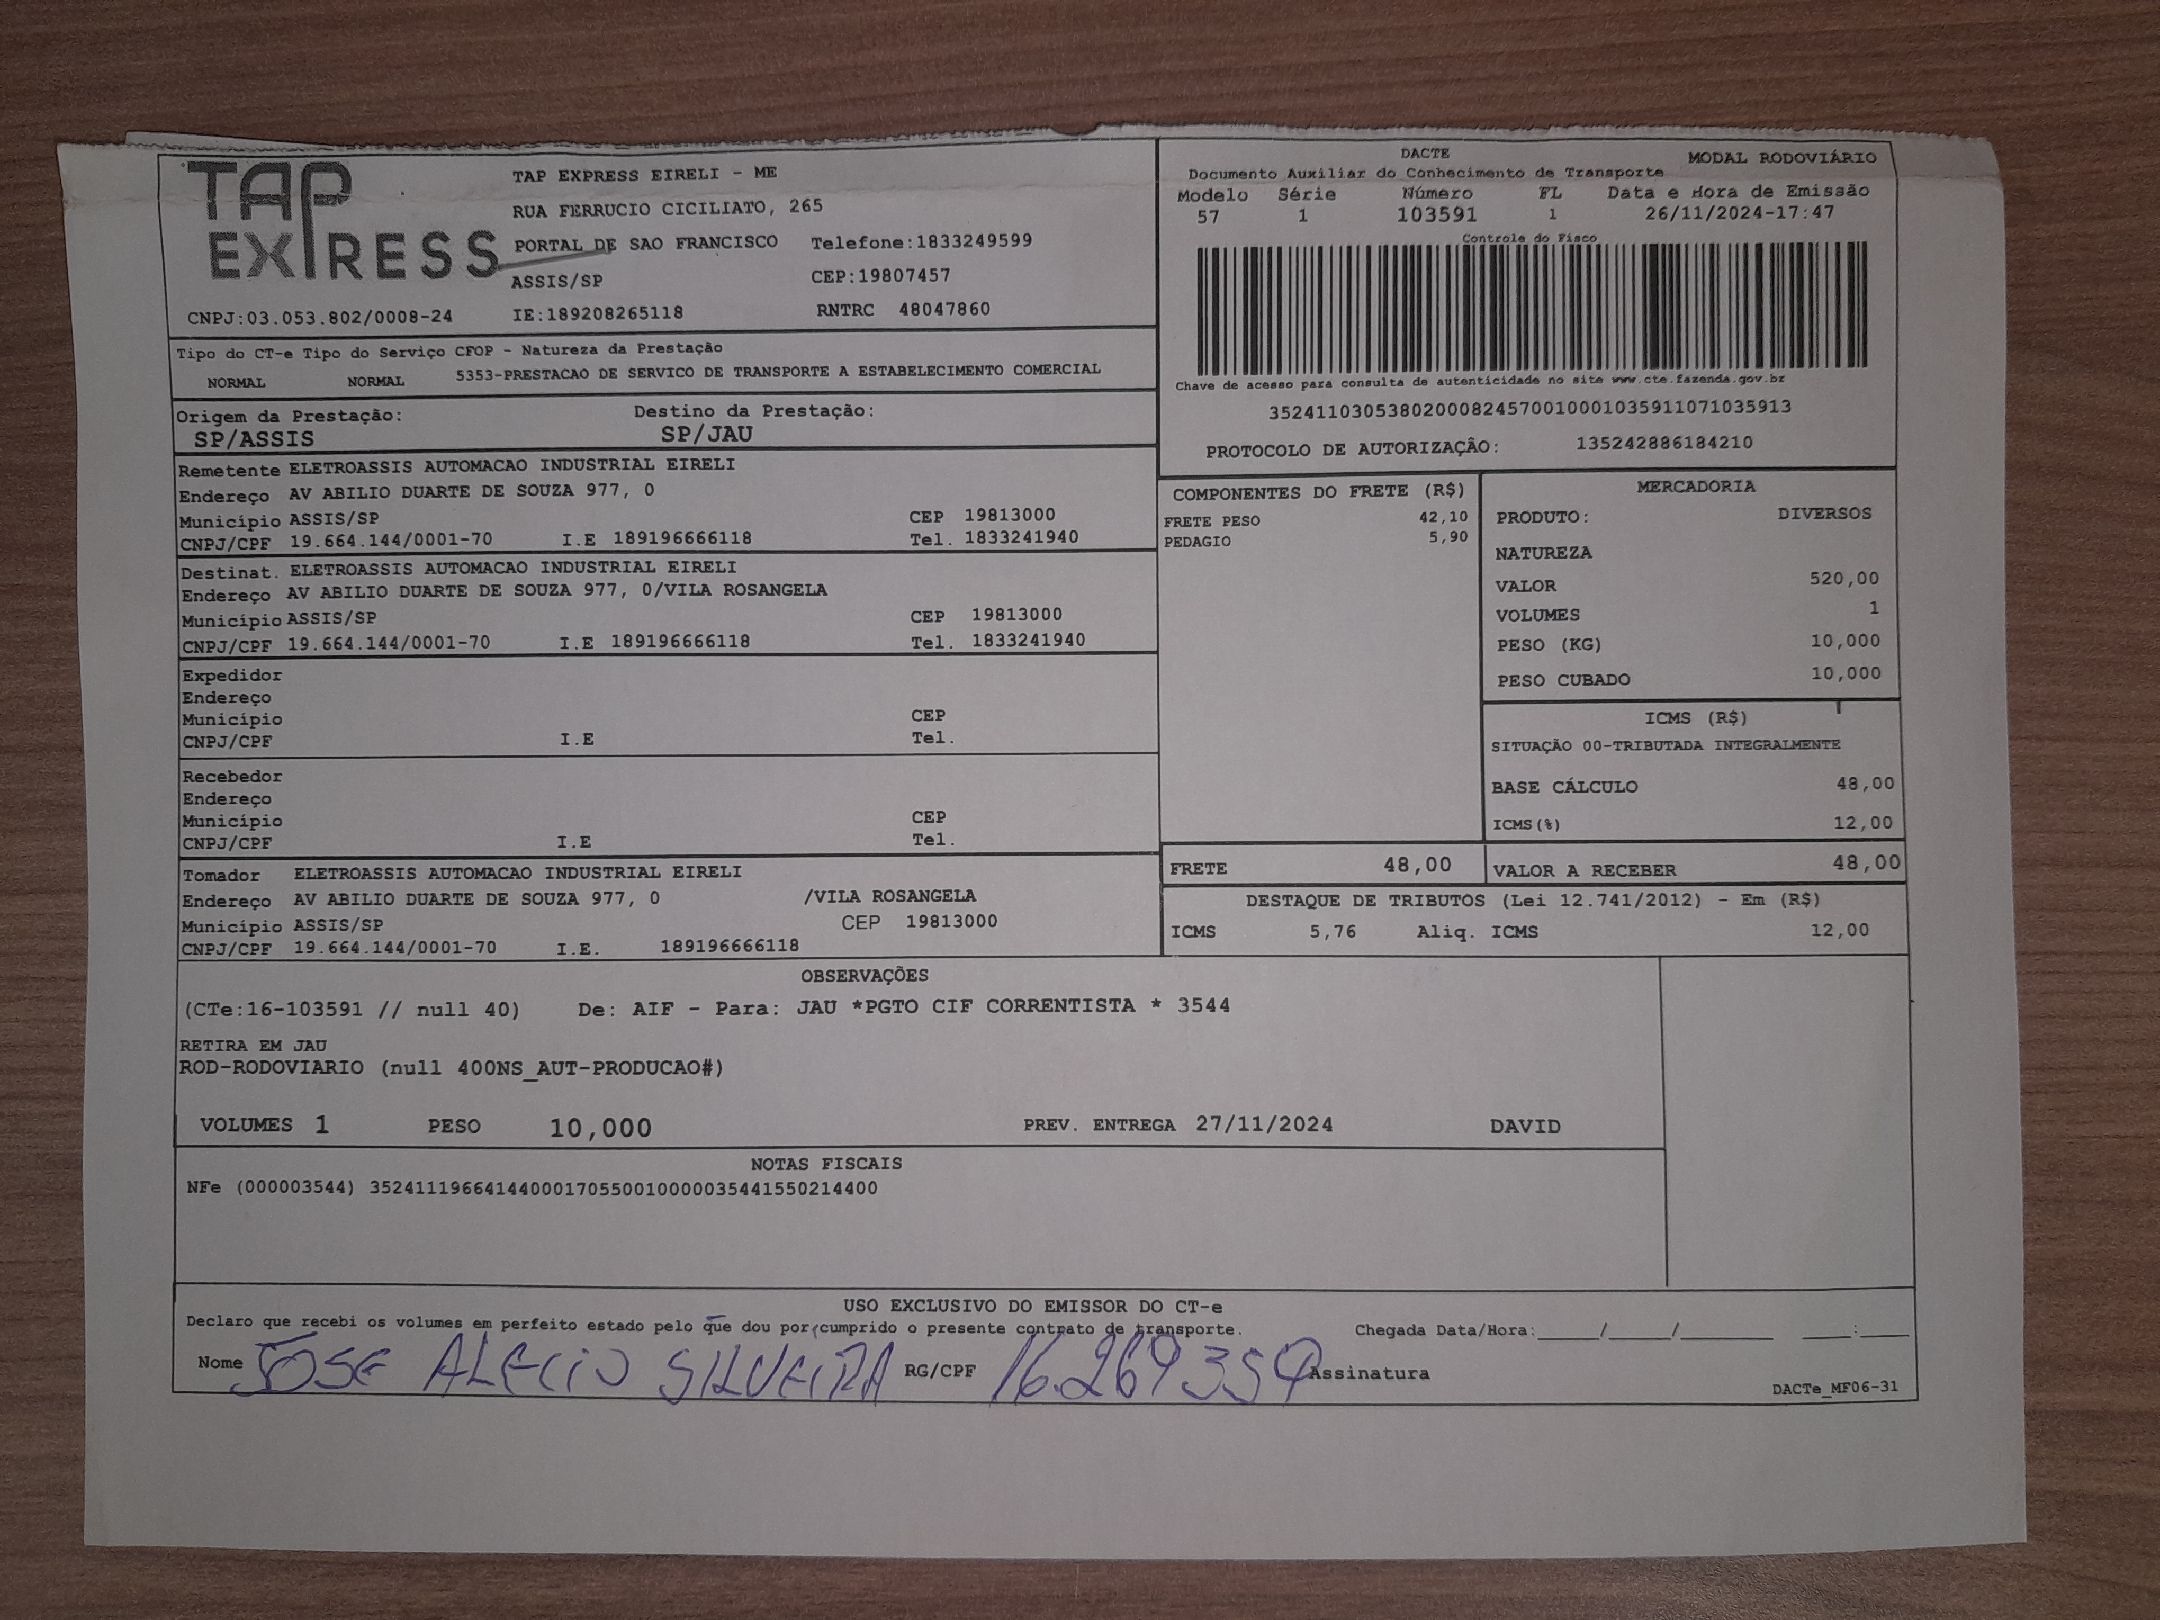 TAP EXPRESS
TAP EXPRESS EIRELI - ME
RUA FERRUCIO CICILIATO, 265
PORTAL DE SAO FRANCISCO Telefone:1833249599
ASSIS/SP CEP:19807457
CNPJ:03.053.802/0008-24 IE:189208265118 RNTRC 48047860
DACTE MODAL RODOVIÁRIO
Documento Auxiliar do Conhecimento de Transporte
Modelo Série Número FL Data e Hora de Emissão
57 1 103591 1 26/11/2024-17:47
Controle do Fisco
Chave de acesso para consulta de autenticidade no site www.cte.fazenda.gov.br
35241103053802000824570010001035911071035913
PROTOCOLO DE AUTORIZAÇÃO: 135242886184210
Tipo do CT-e Tipo do Serviço CFOP - Natureza da Prestação
NORMAL NORMAL 5353-PRESTACAO DE SERVICO DE TRANSPORTE A ESTABELECIMENTO COMERCIAL
Origem da Prestação: Destino da Prestação:
SP/ASSIS SP/JAU
Remetente ELETROASSIS AUTOMACAO INDUSTRIAL EIRELI
Endereço AV ABILIO DUARTE DE SOUZA 977, 0
Município ASSIS/SP CEP 19813000
CNPJ/CPF 19.664.144/0001-70 I.E 189196666118 Tel. 1833241940
Destinat. ELETROASSIS AUTOMACAO INDUSTRIAL EIRELI
Endereço AV ABILIO DUARTE DE SOUZA 977, 0/VILA ROSANGELA
Município ASSIS/SP CEP 19813000
CNPJ/CPF 19.664.144/0001-70 I.E 189196666118 Tel. 1833241940
Expedidor
Endereço
Município CEP
CNPJ/CPF I.E Tel.
Recebedor
Endereço
Município CEP
CNPJ/CPF I.E Tel.
Tomador ELETROASSIS AUTOMACAO INDUSTRIAL EIRELI
Endereço AV ABILIO DUARTE DE SOUZA 977, 0 /VILA ROSANGELA
Município ASSIS/SP CEP 19813000
CNPJ/CPF 19.664.144/0001-70 I.E. 189196666118
COMPONENTES DO FRETE (R$)
FRETE PESO 42,10
PEDAGIO 5,90
MERCADORIA
PRODUTO: DIVERSOS
NATUREZA
VALOR 520,00
VOLUMES 1
PESO (KG) 10,000
PESO CUBADO 10,000
ICMS (R$)
SITUAÇÃO 00-TRIBUTADA INTEGRALMENTE
BASE CÁLCULO 48,00
ICMS(%) 12,00
FRETE 48,00 VALOR A RECEBER 48,00
DESTAQUE DE TRIBUTOS (Lei 12.741/2012) - Em (R$)
ICMS 5,76 Aliq. ICMS 12,00
OBSERVAÇÕES
(CTe:16-103591 // null 40) De: AIF - Para: JAU *PGTO CIF CORRENTISTA * 3544
RETIRA EM JAU
ROD-RODOVIARIO (null 400NS_AUT-PRODUCAO#)
VOLUMES 1 PESO 10,000 PREV. ENTREGA 27/11/2024 DAVID
NOTAS FISCAIS
NFe (000003544) 35241119664144000170550010000035441550214400
USO EXCLUSIVO DO EMISSOR DO CT-e
Declaro que recebi os volumes em perfeito estado pelo que dou por cumprido o presente contrato de transporte. Chegada Data/Hora:_____/_____/________ ____:____
Nome JOSE ALECIO SILVEIRA RG/CPF 16.269359 Assinatura
DACTe_MF06-31